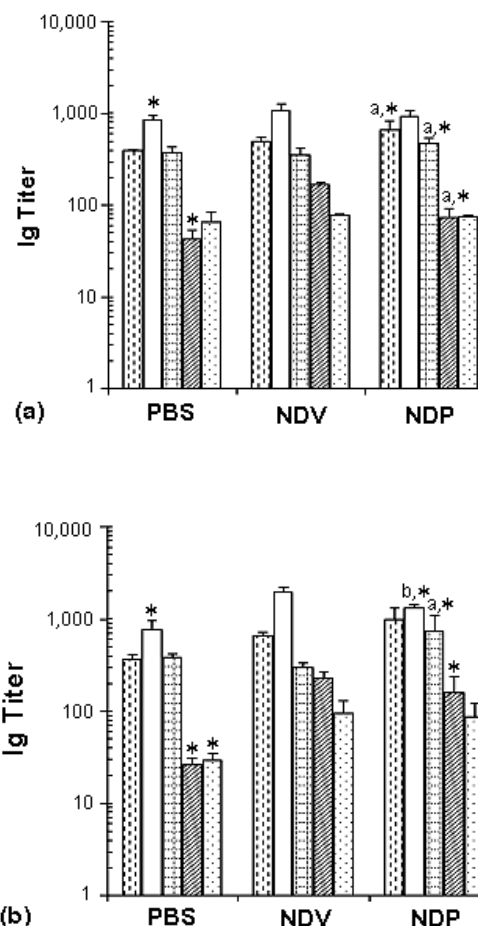 10,000
1,000
100
10
1
Ig Titer
*
*
a,*
a,*
a,*
(a)
PBS NDV NDP
10,000
1,000
100
10
1
Ig Titer
*
*
*
b,*
a,*
*
(b)
PBS NDV NDP